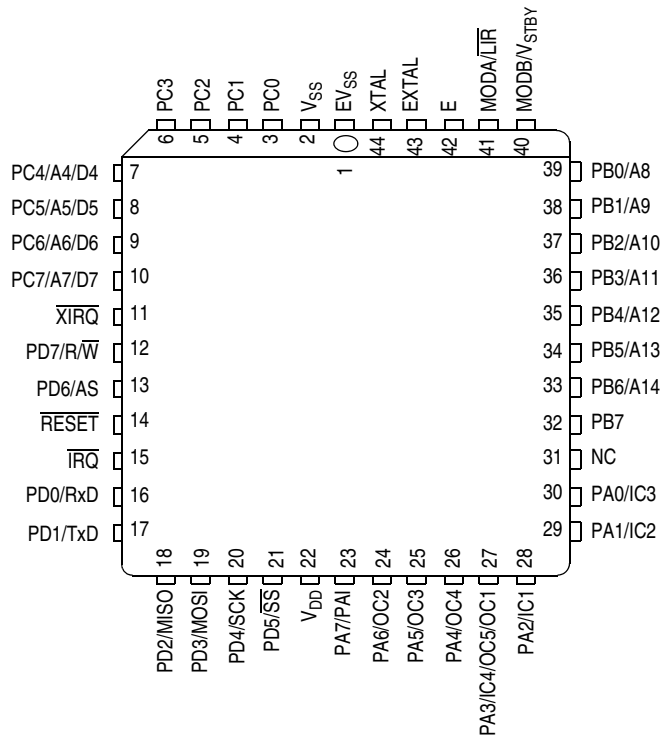 PC3
PC2
PC1
PC0
VSS
EVSS
XTAL
EXTAL
E
MODA/LIR
MODB/VSTBY
6
5
4
3
2
1
44
43
42
41
40
PC4/A4/D4 7
PC5/A5/D5 8
PC6/A6/D6 9
PC7/A7/D7 10
XIRQ 11
PD7/R/W 12
PD6/AS 13
RESET 14
IRQ 15
PD0/RxD 16
PD1/TxD 17
39 PB0/A8
38 PB1/A9
37 PB2/A10
36 PB3/A11
35 PB4/A12
34 PB5/A13
33 PB6/A14
32 PB7
31 NC
30 PA0/IC3
29 PA1/IC2
18
19
20
21
22
23
24
25
26
27
28
PD2/MISO
PD3/MOSI
PD4/SCK
PD5/SS
VDD
PA7/PAI
PA6/OC2
PA5/OC3
PA4/OC4
PA3/IC4/OC5/OC1
PA2/IC1